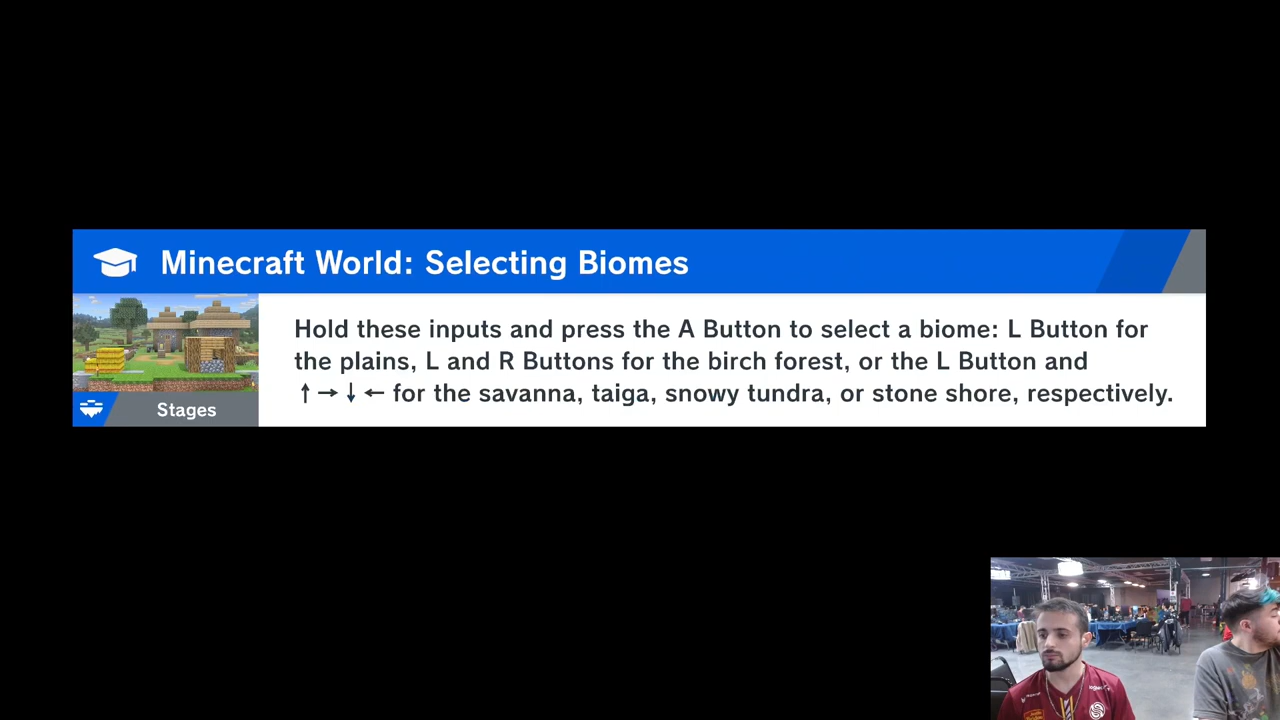 Minecraft World: Selecting Biomes
Hold these inputs and press the A Button to select a biome: L Button for
the plains, L and R Buttons for the birch forest, or the L Button and
↑→↓← for the savanna, taiga, snowy tundra, or stone shore, respectively.
Stages